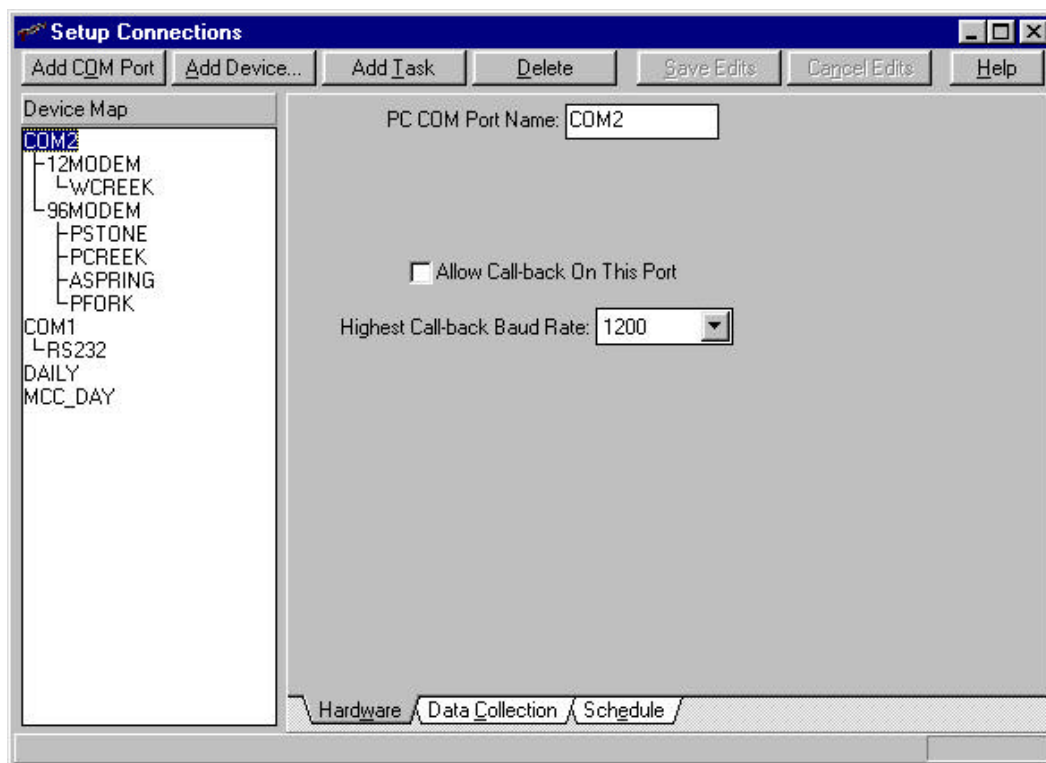 Setup Connections
Add COM Port Add Device... Add Task Delete Save Edits Cancel Edits Help
Device Map
COM2
12MODEM
WCREEK
96MODEM
PSTONE
PCREEK
ASPRING
PFORK
COM1
RS232
DAILY
MCC_DAY
PC COM Port Name: COM2
Allow Call-back On This Port
Highest Call-back Baud Rate: 1200
Hardware Data Collection Schedule